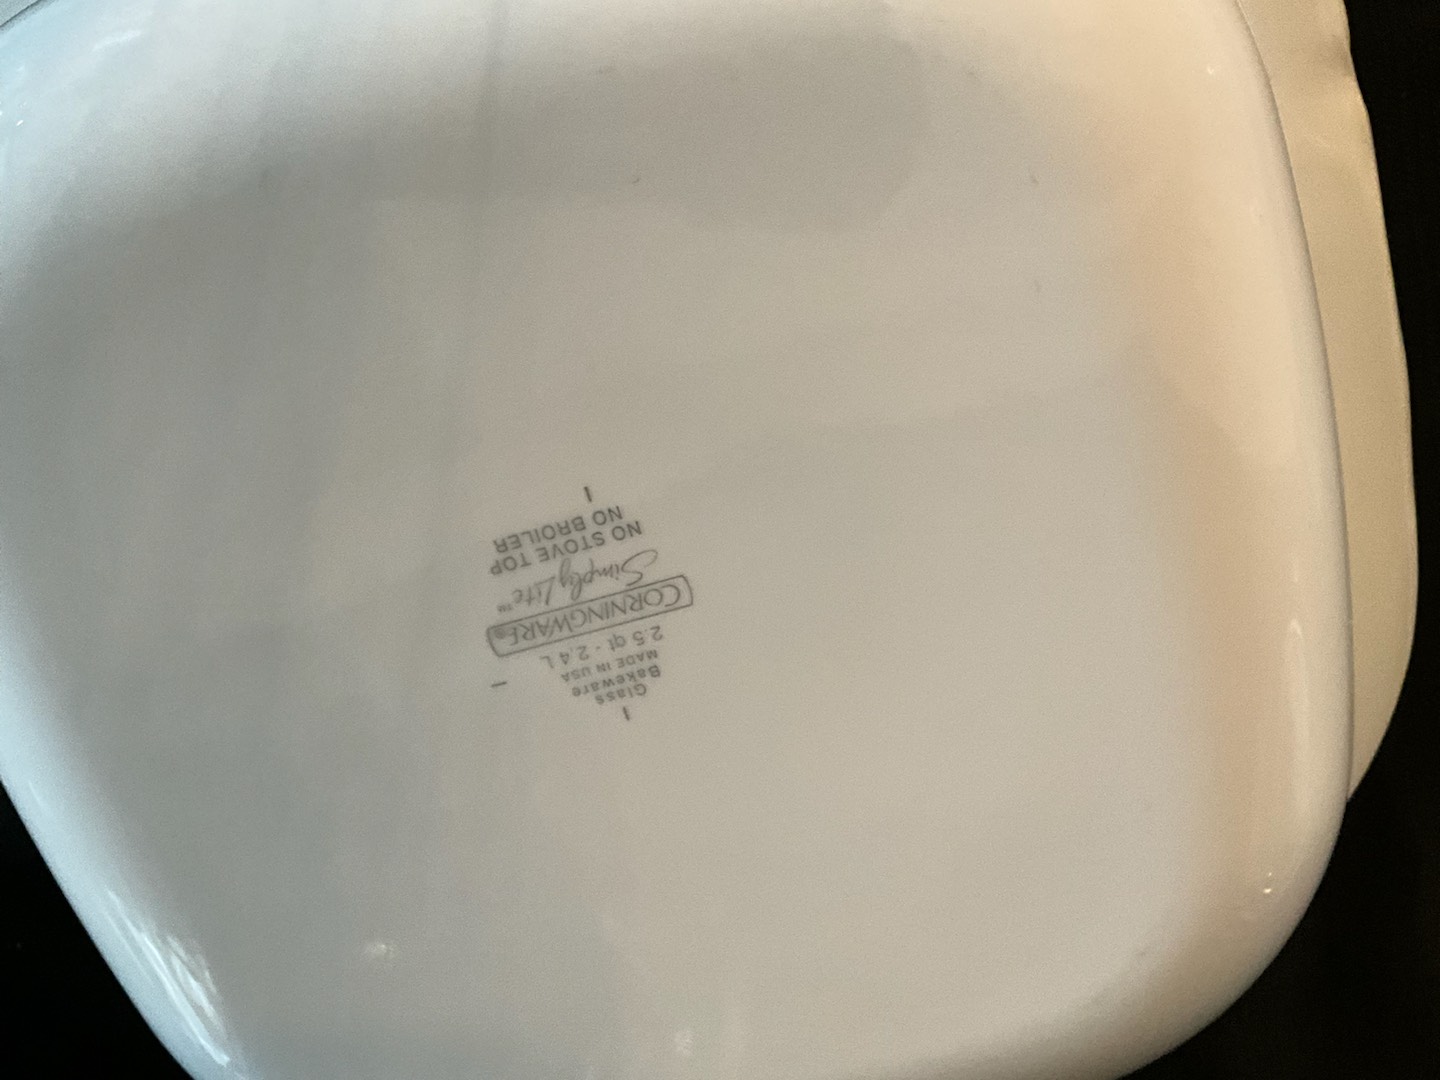 Glass
Bakeware
MADE IN USA
2.5 qt - 2.4 L
CORNINGWARE®
Simply Lite™
NO STOVE TOP
NO BROILER